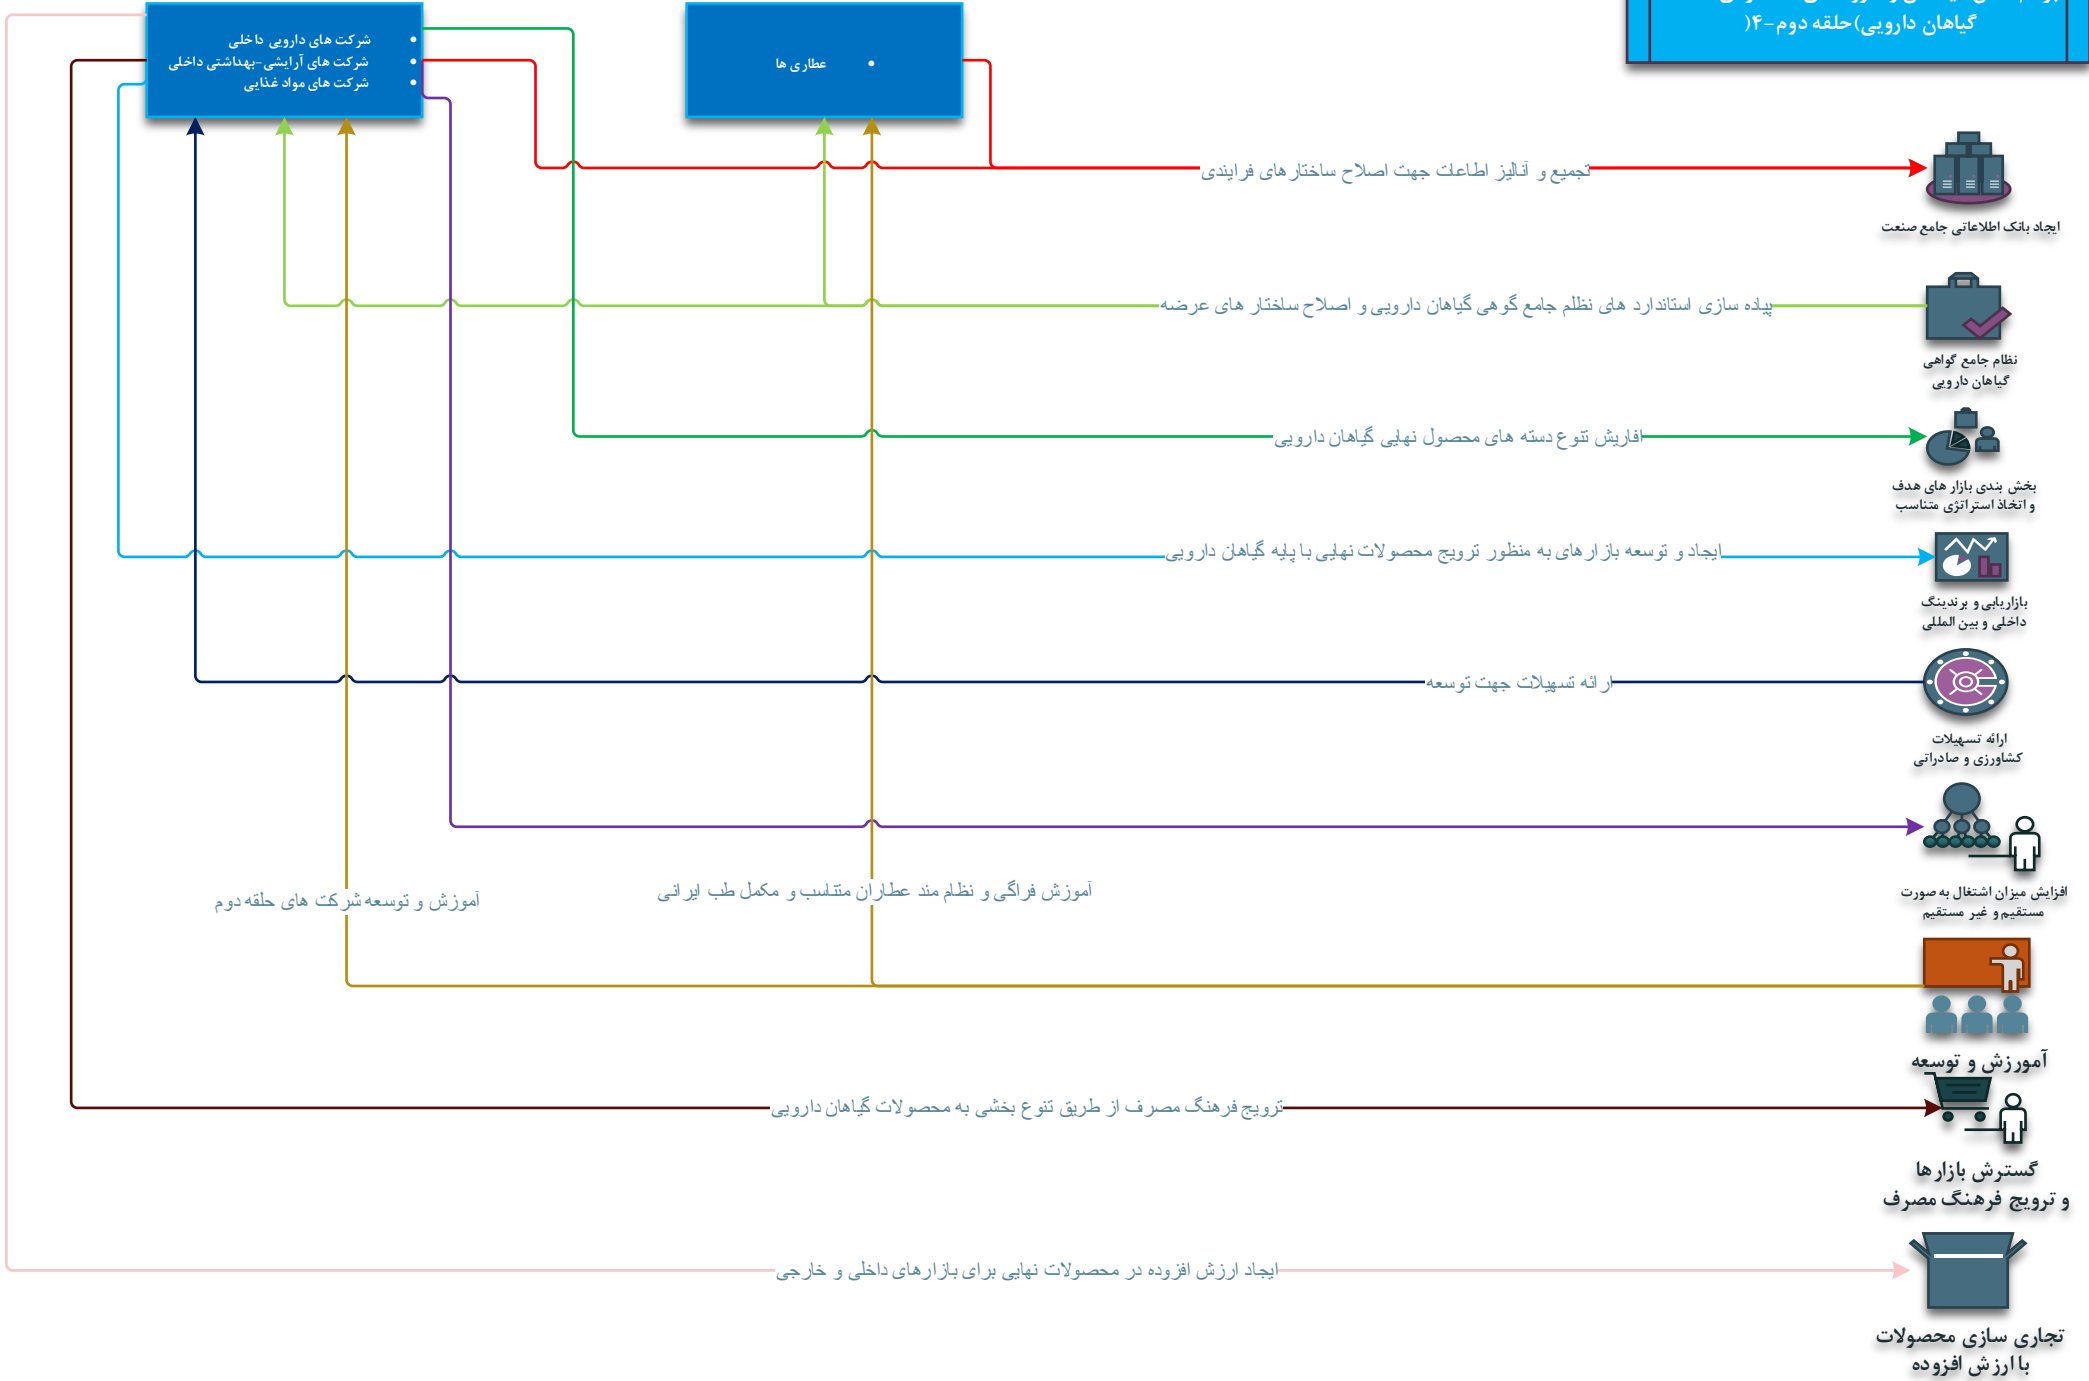 گیاهان دارویی)حلقه دوم-۴(
عطاری ها
شرکت های دارویی داخلی
شرکت های آرایشی-بهداشتی داخلی
شرکت های مواد غذایی
تجمیع و آنالیز اطاعات جهت اصلاح ساختارهای فرایندی
ایجاد بانک اطلاعاتی جامع صنعت
پیاده سازی استاندارد های نظلم جامع گوهی گیاهان دارویی و اصلاح ساختار های عرضه
نظام جامع گواهی
گیاهان دارویی
افاریش تنوع دسته های محصول نهایی گیاهان دارویی
بخش بندی بازار های هدف
و اتخاذ استراتژی متناسب
ایجاد و توسعه بازارهای به منظور ترویج محصولات نهایی با پایه گیاهان دارویی
بازاریابی و برندینگ
داخلی و بین المللی
ارائه تسهیلات جهت توسعه
ارائه تسهیلات
کشاورزی و صادراتی
افزایش میزان اشتغال به صورت
مستقیم و غیر مستقیم
آموزش فراگی و نظام مند عطاران متناسب و مکمل طب ایرانی
آموزش و توسعه شرکت های حلقه دوم
آمورزش و توسعه
ترویج فرهنگ مصرف از طریق تنوع بخشی به محصولات گیاهان دارویی
گسترش بازارها
و ترویج فرهنگ مصرف
ایجاد ارزش افزوده در محصولات نهایی برای بازارهای داخلی و خارجی
تجاری سازی محصولات
با ارزش افزوده